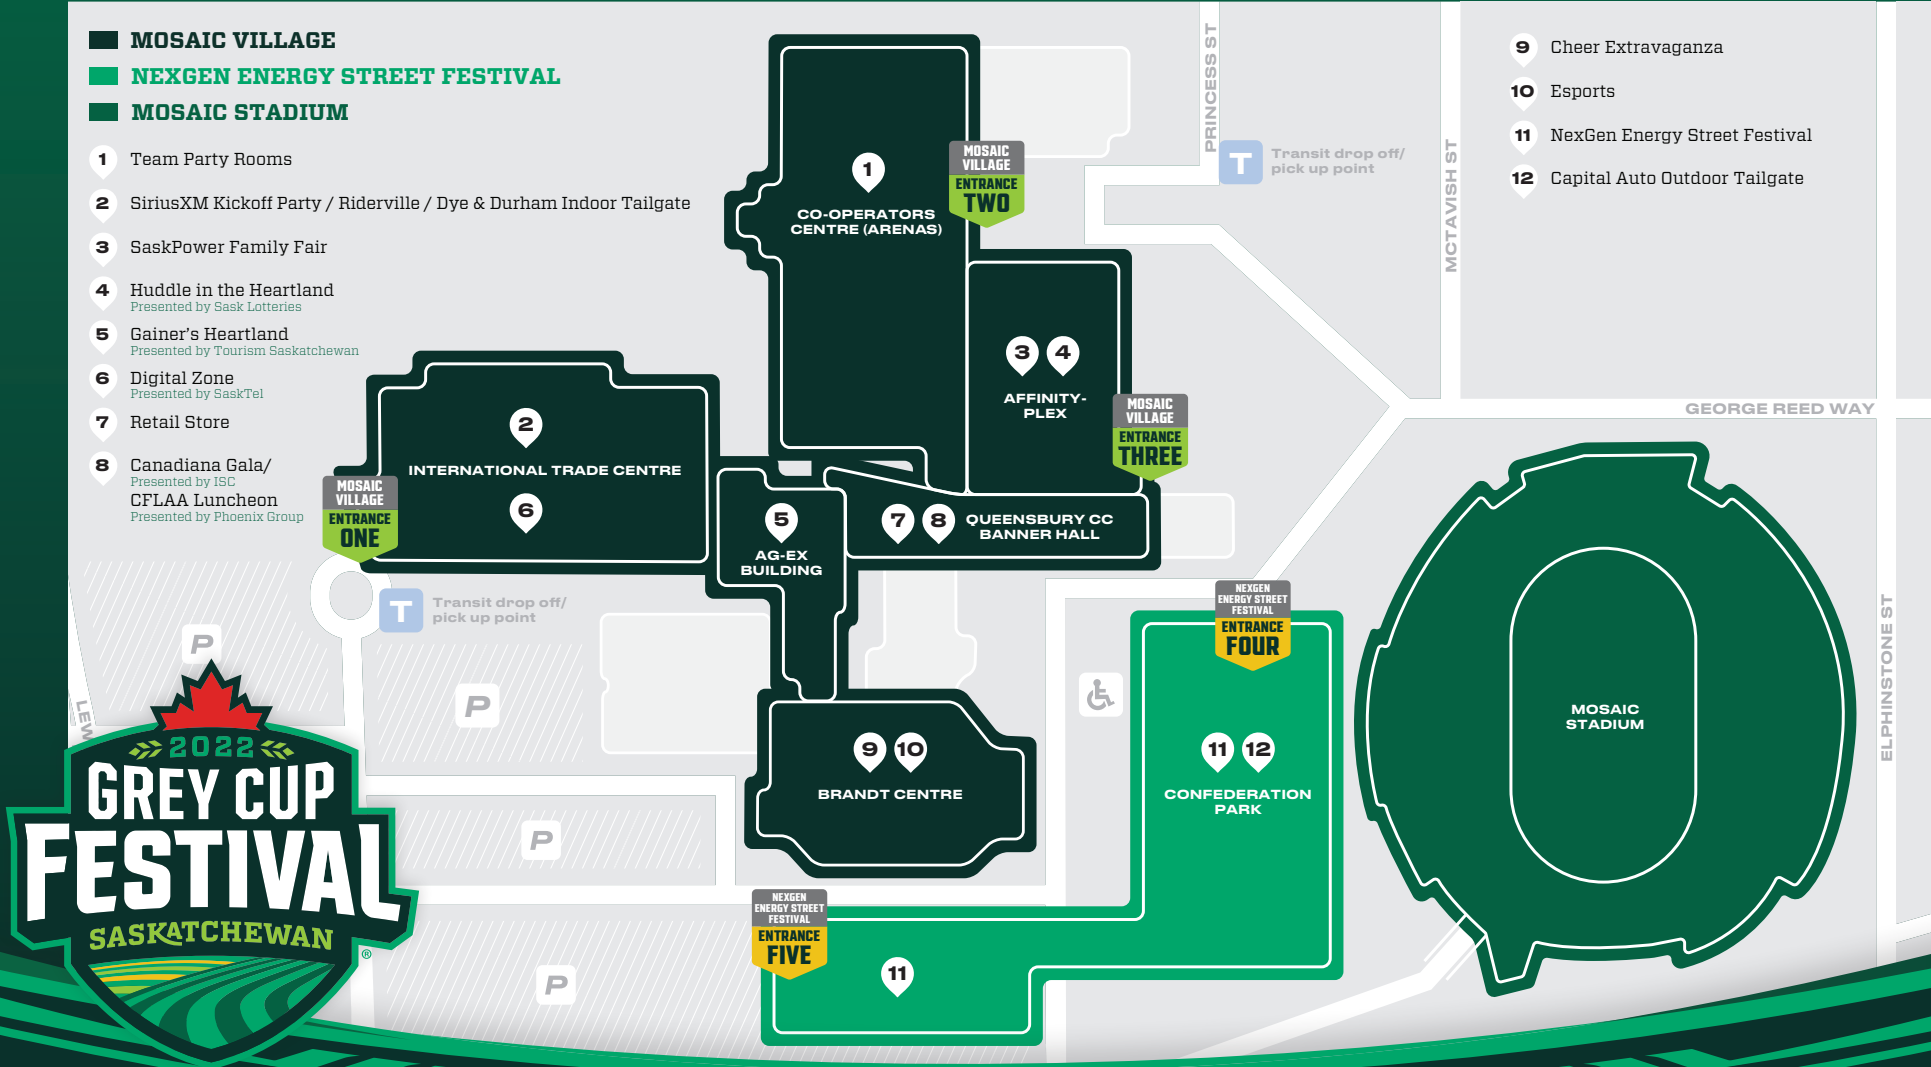 MOSAIC VILLAGE
NEXGEN ENERGY STREET FESTIVAL
MOSAIC STADIUM
1 Team Party Rooms
2 SiriusXM Kickoff Party / Riderville / Dye & Durham Indoor Tailgate
3 SaskPower Family Fair
4 Huddle in the Heartland
Presented by Sask Lotteries
5 Gainer's Heartland
Presented by Tourism Saskatchewan
6 Digital Zone
Presented by SaskTel
7 Retail Store
8 Canadiana Gala/
Presented by ISC
CFLAA Luncheon
Presented by Phoenix Group
9 Cheer Extravaganza
10 Esports
11 NexGen Energy Street Festival
12 Capital Auto Outdoor Tailgate
PRINCESS ST
MCTAVISH ST
GEORGE REED WAY
ELPHINSTONE ST
LEW
T
Transit drop off/
pick up point
1
CO-OPERATORS
CENTRE (ARENAS)
MOSAIC
VILLAGE
ENTRANCE
TWO
3 4
AFFINITY-
PLEX
MOSAIC
VILLAGE
ENTRANCE
THREE
2
INTERNATIONAL TRADE CENTRE
6
MOSAIC
VILLAGE
ENTRANCE
ONE
5
AG-EX
BUILDING
7 8
QUEENSBURY CC
BANNER HALL
T
Transit drop off/
pick up point
P
P
P
P
NEXGEN
ENERGY STREET
FESTIVAL
ENTRANCE
FOUR
9 10
BRANDT CENTRE
11 12
CONFEDERATION
PARK
MOSAIC
STADIUM
NEXGEN
ENERGY STREET
FESTIVAL
ENTRANCE
FIVE
11
2022
GREY CUP
FESTIVAL
SASKATCHEWAN
®